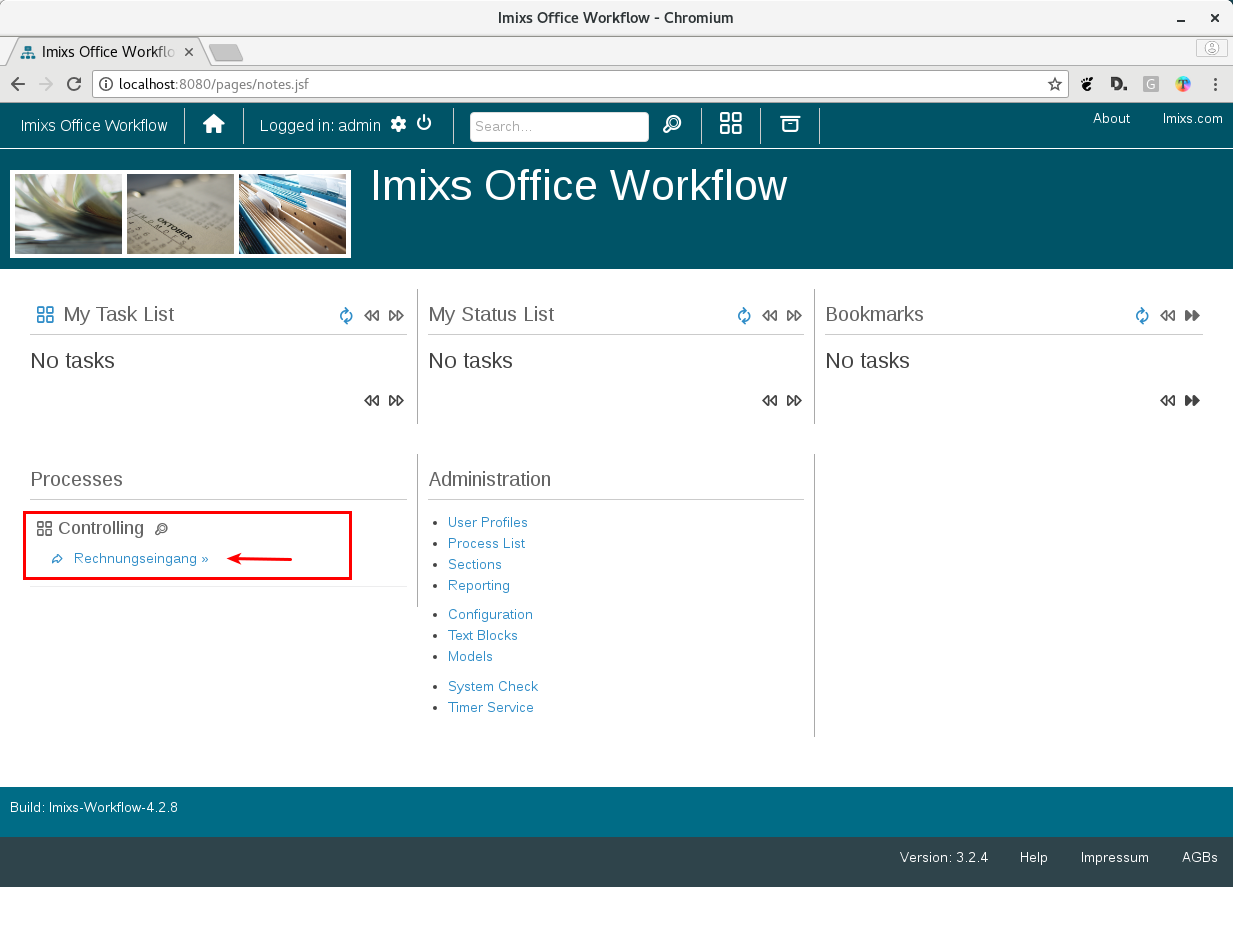 Imixs Office Workflow - Chromium
Imixs Office Workflo
localhost:8080/pages/notes.jsf
Imixs Office Workflow
Logged in: admin
Search...
About
Imixs.com
OKTOBER
Imixs Office Workflow
My Task List
No tasks
My Status List
No tasks
Bookmarks
No tasks
Processes
Controlling
Rechnungseingang »
Administration
User Profiles
Process List
Sections
Reporting
Configuration
Text Blocks
Models
System Check
Timer Service
Build: Imixs-Workflow-4.2.8
Version: 3.2.4
Help
Impressum
AGBs